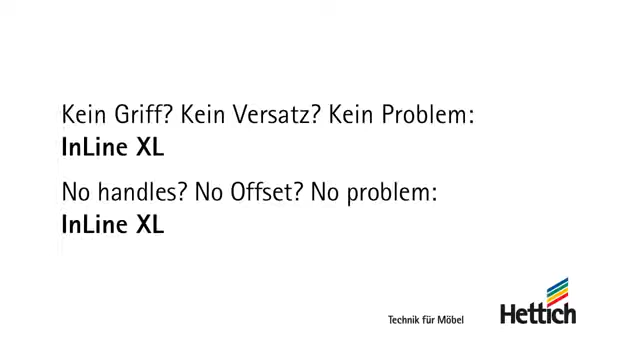 Kein Griff? Kein Versatz? Kein Problem:
InLine XL
No handles? No Offset? No problem:
InLine XL
Technik für Möbel
Hettich